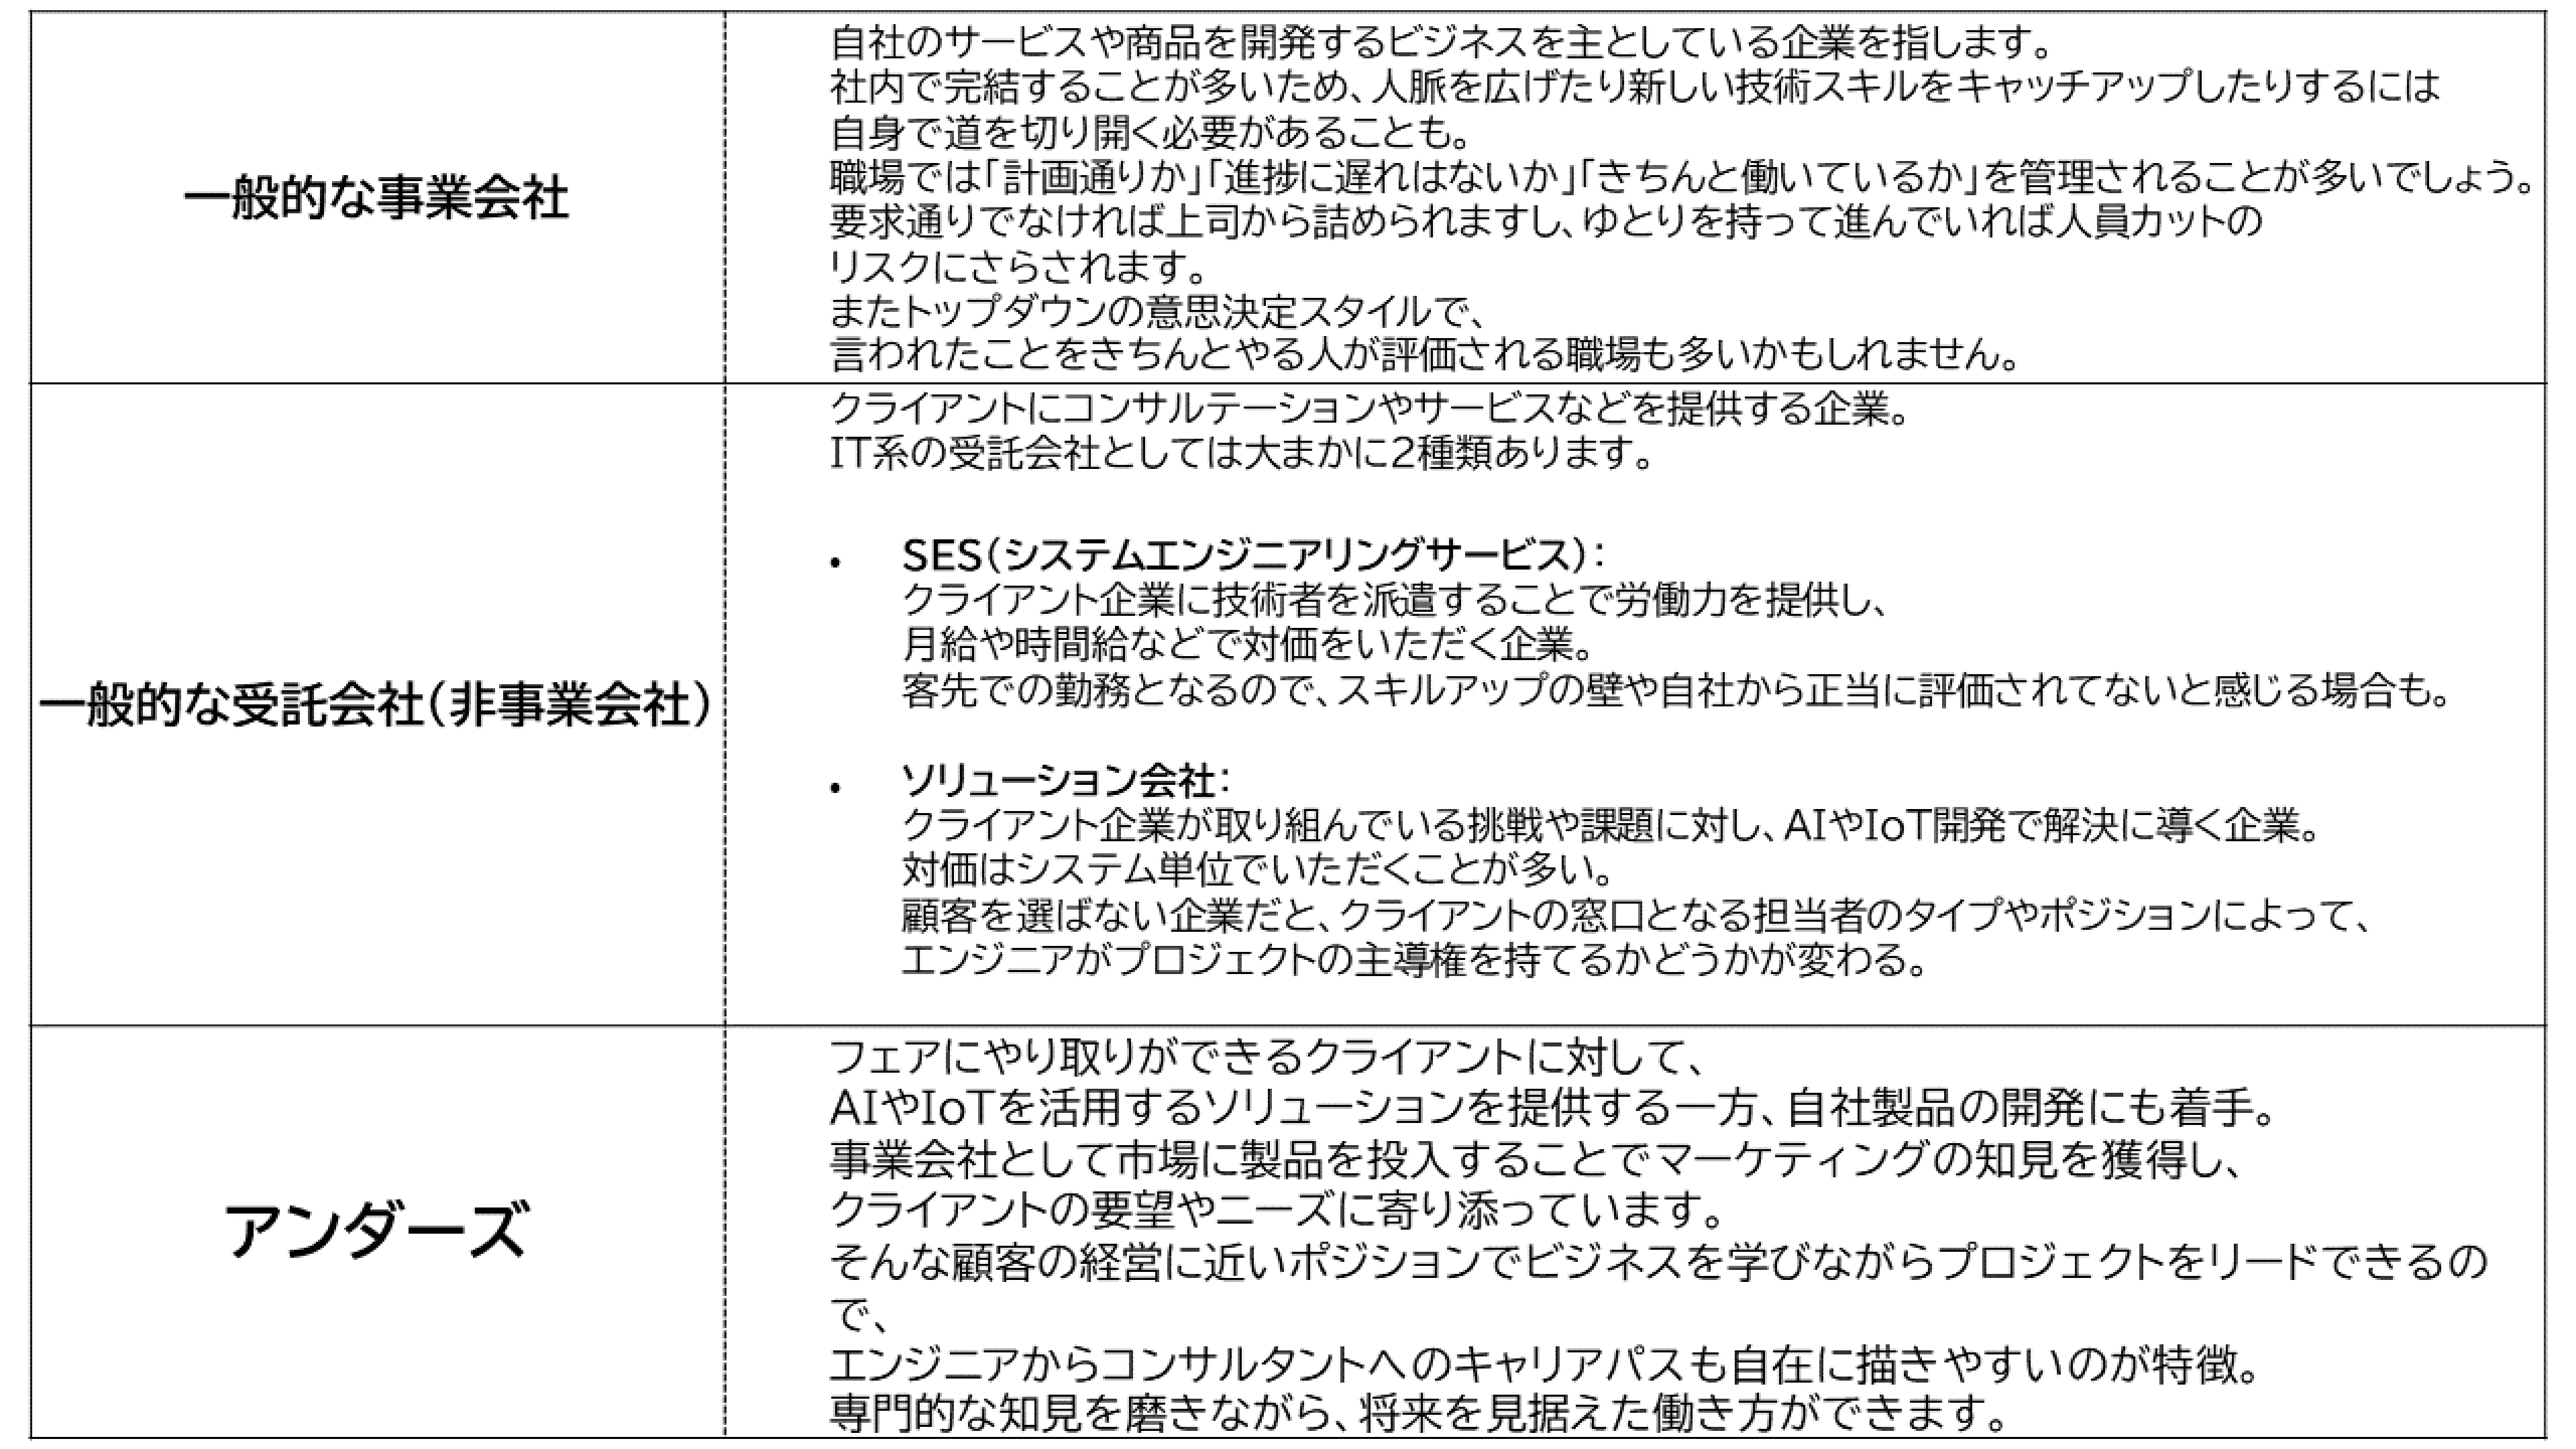 一般的な事業会社
自社のサービスや商品を開発するビジネスを主としている企業を指します。
社内で完結することが多いため、人脈を広げたり新しい技術スキルをキャッチアップしたりするには
自身で道を切り開く必要があることも。
職場では「計画通りか」「進捗に遅れはないか」「きちんと働いているか」を管理されることが多いでしょう。
要求通りでなければ上司から詰められますし、ゆとりを持って進んでいれば人員カットの
リスクにさらされます。
またトップダウンの意思決定スタイルで、
言われたことをきちんとやる人が評価される職場も多いかもしれません。
一般的な受託会社(非事業会社)
クライアントにコンサルテーションやサービスなどを提供する企業。
IT系の受託会社としては大まかに2種類あります。
• SES(システムエンジニアリングサービス):
クライアント企業に技術者を派遣することで労働力を提供し、
月給や時間給などで対価をいただく企業。
客先での勤務となるので、スキルアップの壁や自社から正当に評価されてないと感じる場合も。
• ソリューション会社:
クライアント企業が取り組んでいる挑戦や課題に対し、AIやIoT開発で解決に導く企業。
対価はシステム単位でいただくことが多い。
顧客を選ばない企業だと、クライアントの窓口となる担当者のタイプやポジションによって、
エンジニアがプロジェクトの主導権を持てるかどうかが変わる。
アンダーズ
フェアにやり取りができるクライアントに対して、
AIやIoTを活用するソリューションを提供する一方、自社製品の開発にも着手。
事業会社として市場に製品を投入することでマーケティングの知見を獲得し、
クライアントの要望やニーズに寄り添っています。
そんな顧客の経営に近いポジションでビジネスを学びながらプロジェクトをリードできるの
で、
エンジニアからコンサルタントへのキャリアパスも自在に描きやすいのが特徴。
専門的な知見を磨きながら、将来を見据えた働き方ができます。